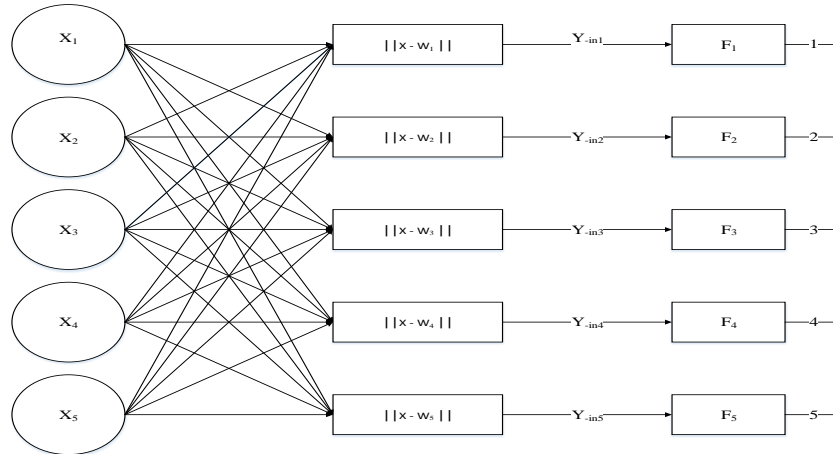 X₁ ||x - w₁ || Y-in1 F₁ 1
X₂ ||x - w₂ || Y-in2 F₂ 2
X₃ ||x - w₃ || Y-in3 F₃ 3
X₄ ||x - w₄ || Y-in4 F₄ 4
X₅ ||x - w₅ || Y-in5 F₅ 5